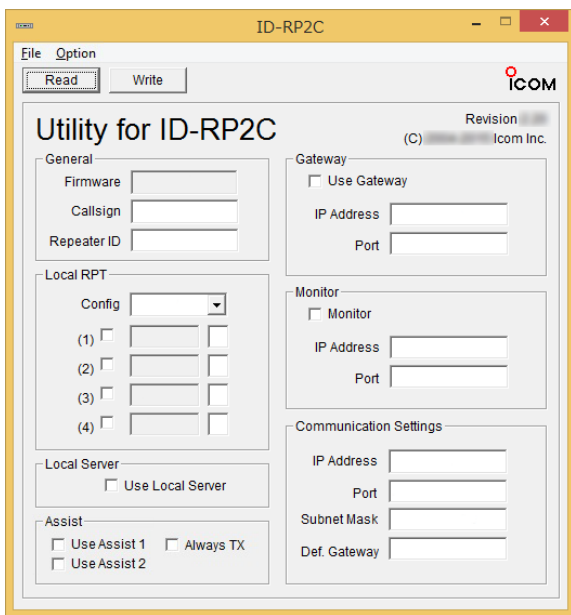 ID-RP2C
File Option
Read Write
ICOM
Utility for ID-RP2C
Revision
(C) Icom Inc.
General
Firmware
Callsign
Repeater ID
Local RPT
Config
(1)
(2)
(3)
(4)
Local Server
Use Local Server
Assist
Use Assist 1 Always TX
Use Assist 2
Gateway
Use Gateway
IP Address
Port
Monitor
Monitor
IP Address
Port
Communication Settings
IP Address
Port
Subnet Mask
Def. Gateway